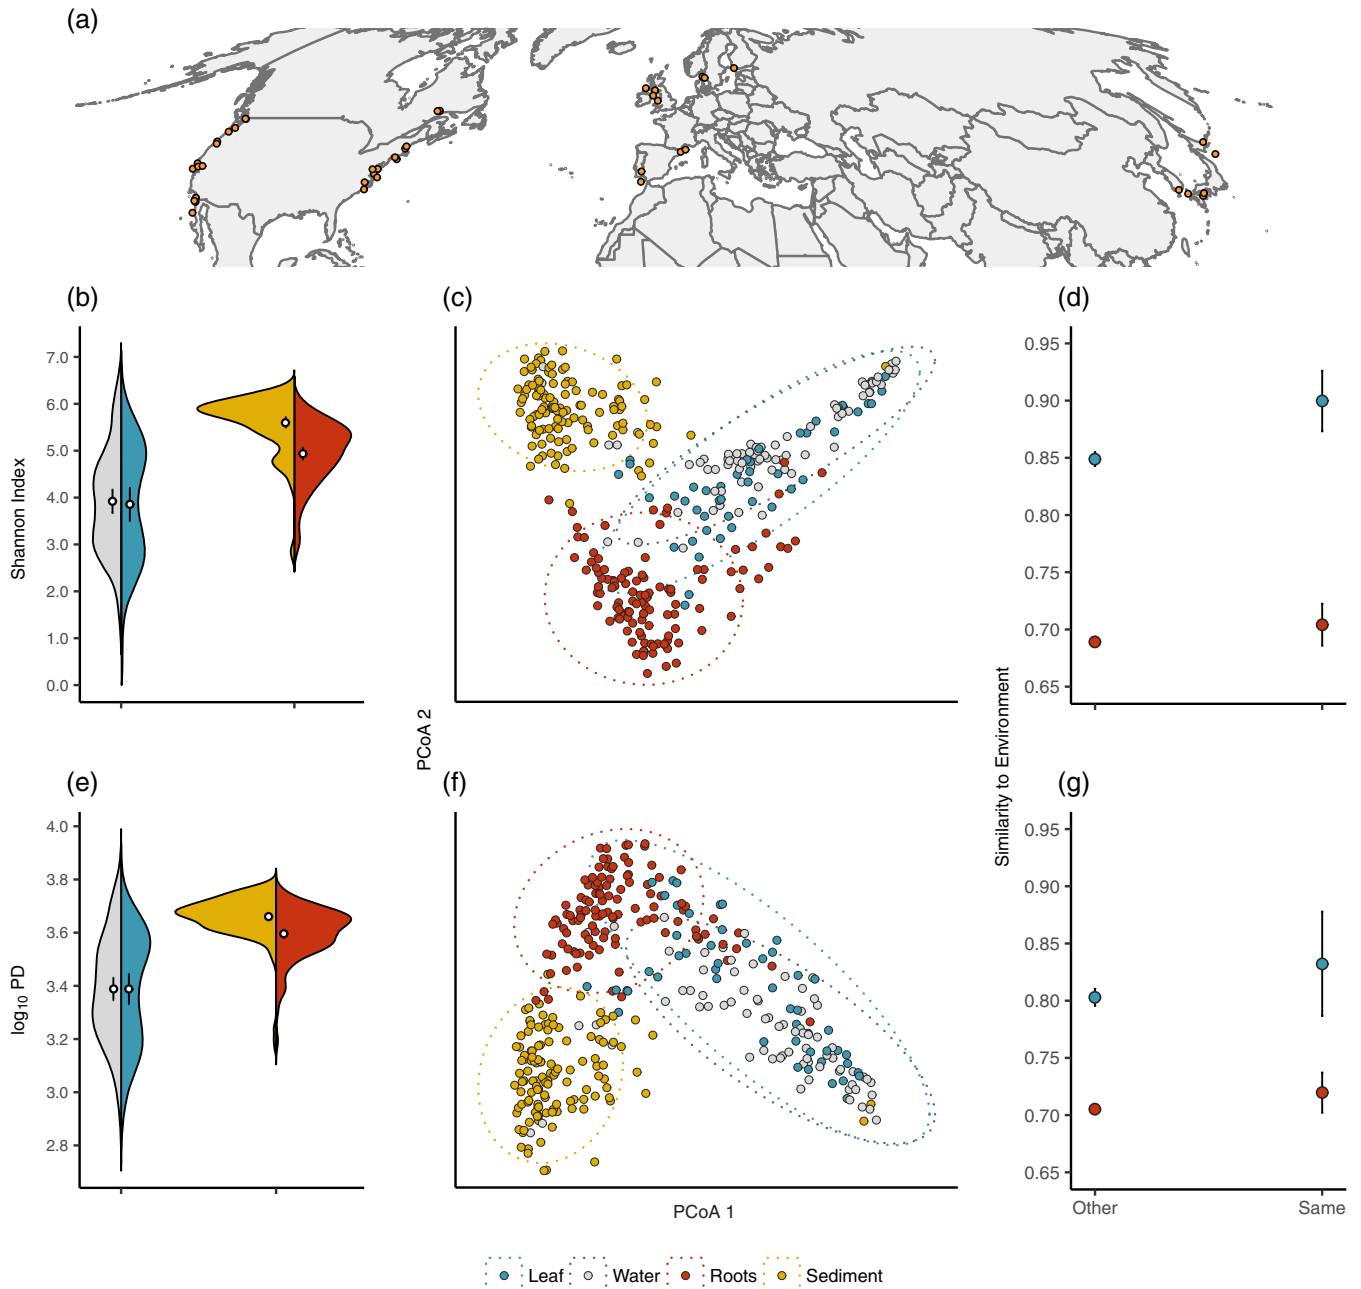 (a)
(b)
(c)
(d)
7.0
6.0
5.0
4.0
3.0
2.0
1.0
0.0
Shannon Index
PCoA 2
0.95
0.90
0.85
0.80
0.75
0.70
0.65
Similarity to Environment
(e)
(f)
(g)
4.0
3.8
3.6
3.4
3.2
3.0
2.8
log10 PD
PCoA 1
0.95
0.90
0.85
0.80
0.75
0.70
0.65
Other
Same
Leaf
Water
Roots
Sediment